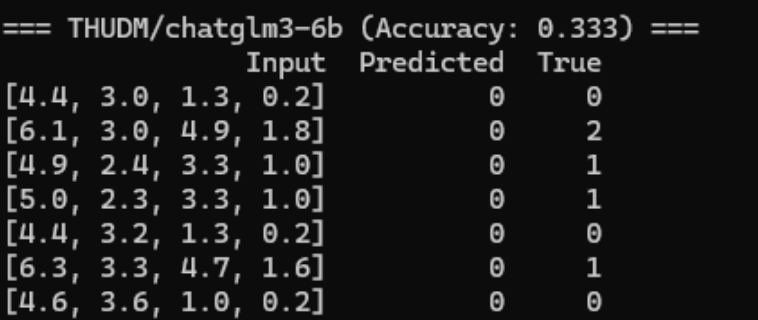 === THUDM/chatglm3-6b (Accuracy: 0.333) ===
Input Predicted True
[4.4, 3.0, 1.3, 0.2] 0 0
[6.1, 3.0, 4.9, 1.8] 0 2
[4.9, 2.4, 3.3, 1.0] 0 1
[5.0, 2.3, 3.3, 1.0] 0 1
[4.4, 3.2, 1.3, 0.2] 0 0
[6.3, 3.3, 4.7, 1.6] 0 1
[4.6, 3.6, 1.0, 0.2] 0 0